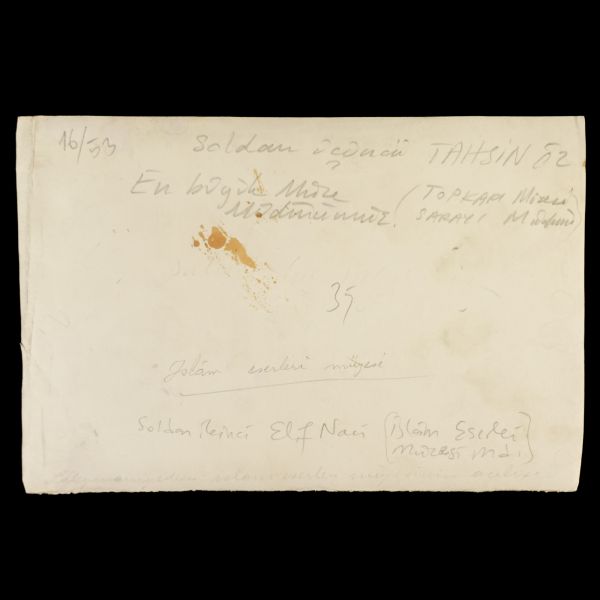 16/53
Soldan üçüncü TAHSİN ÖZ
En büyük Müze (TOPKAPI Müzesi
Müdürümüz. SARAYI Müdürü)
35
İslâm eserleri müzesi
Soldan ikinci Elif Naci (İslâm Eserleri
Müzesi Md.)